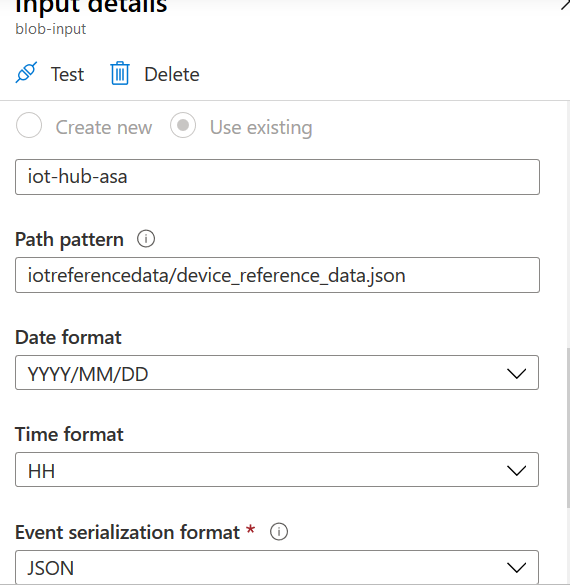 Input details
blob-input
Test Delete
Create new Use existing
iot-hub-asa
Path pattern
iotreferencedata/device_reference_data.json
Date format
YYYY/MM/DD
Time format
HH
Event serialization format *
JSON